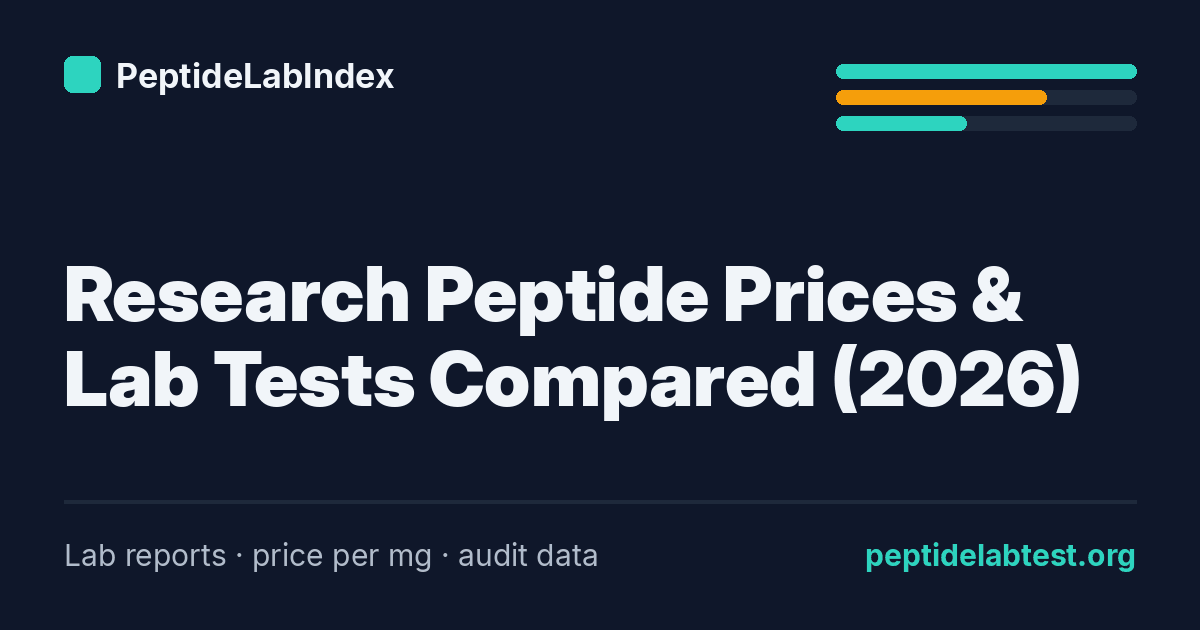 PeptideLabIndex
Research Peptide Prices &
Lab Tests Compared (2026)
Lab reports · price per mg · audit data
peptidelabtest.org